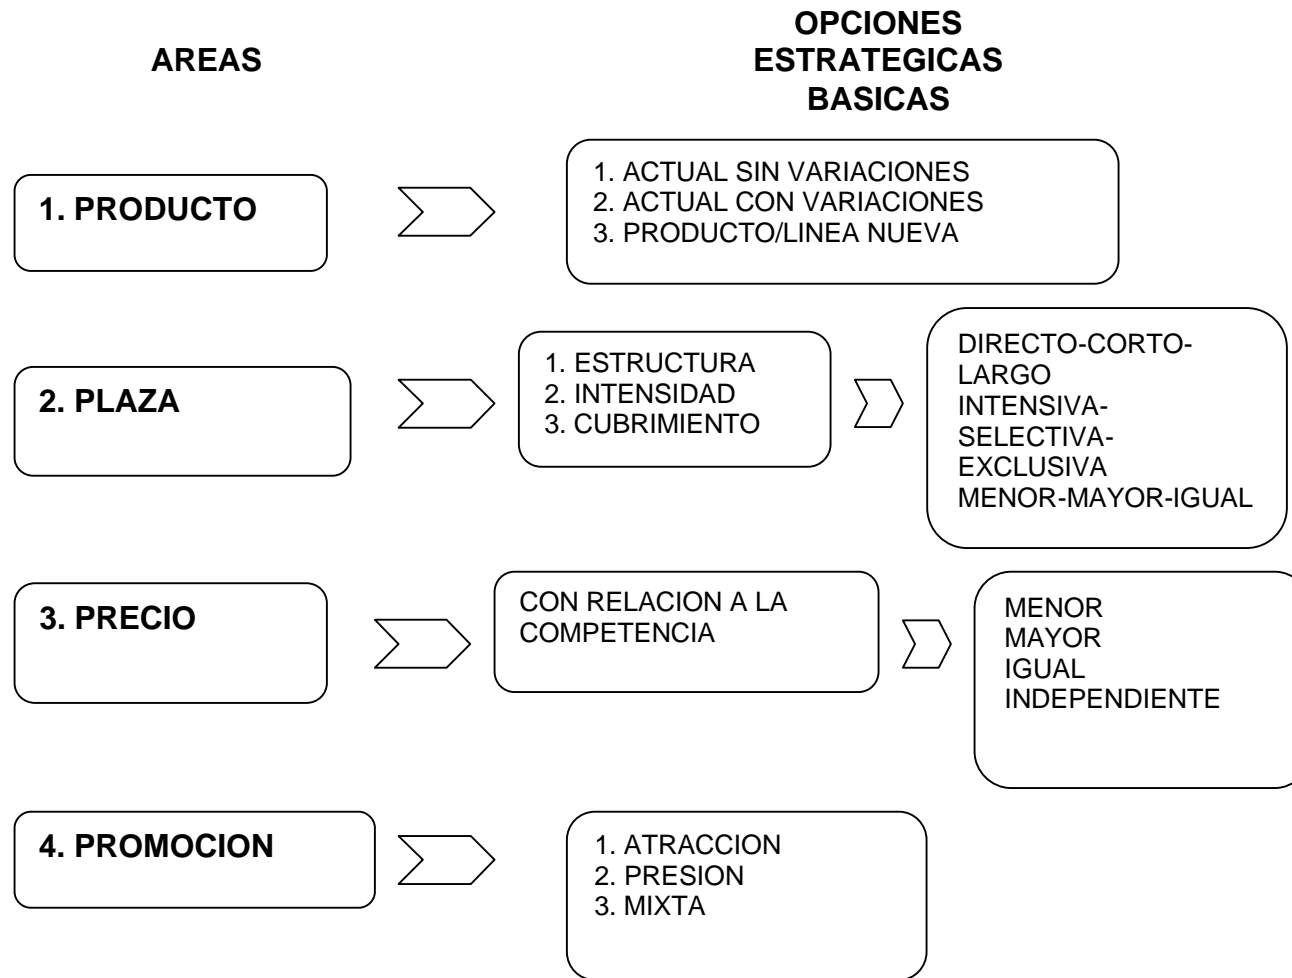 AREAS
OPCIONES
ESTRATEGICAS
BASICAS
1. PRODUCTO
1. ACTUAL SIN VARIACIONES
2. ACTUAL CON VARIACIONES
3. PRODUCTO/LINEA NUEVA
2. PLAZA
1. ESTRUCTURA
2. INTENSIDAD
3. CUBRIMIENTO
DIRECTO-CORTO-
LARGO
INTENSIVA-
SELECTIVA-
EXCLUSIVA
MENOR-MAYOR-IGUAL
3. PRECIO
CON RELACION A LA
COMPETENCIA
MENOR
MAYOR
IGUAL
INDEPENDIENTE
4. PROMOCION
1. ATRACCION
2. PRESION
3. MIXTA